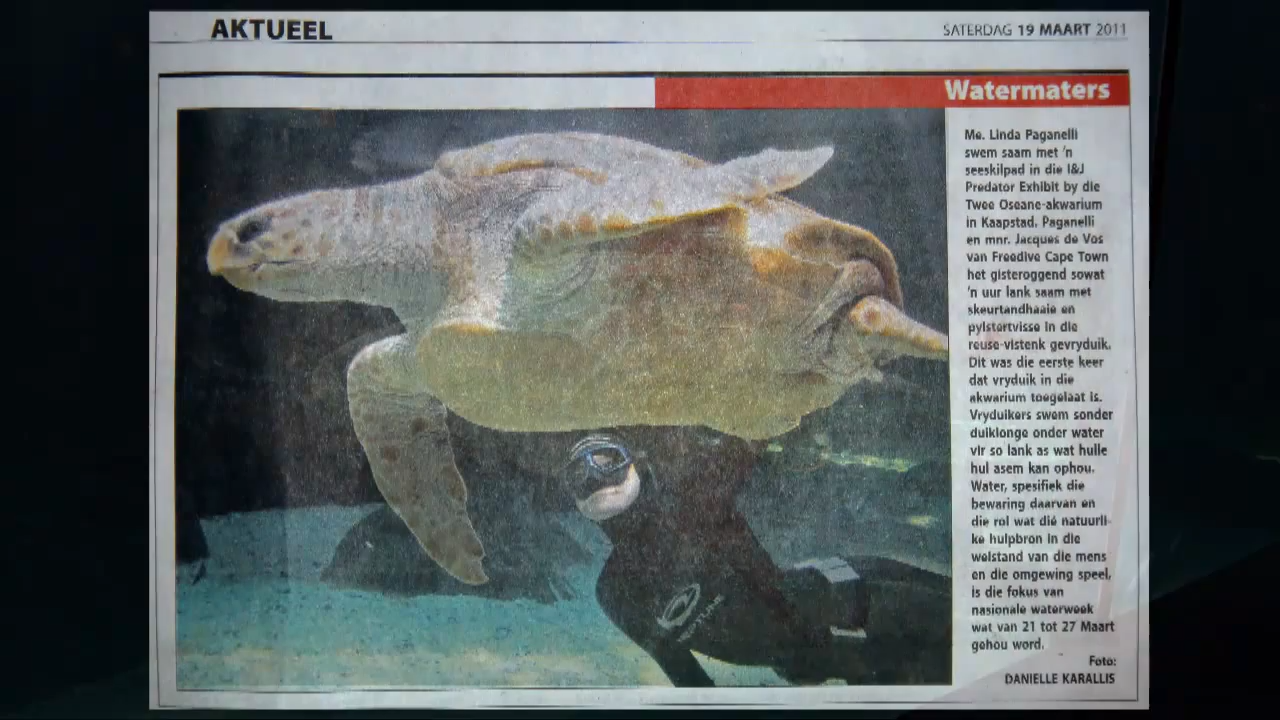 AKTUEEL
SATERDAG 19 MAART 2011
Watermaters
Me. Linda Paganelli
swem saam met 'n
seeskilpad in die I&J
Predator Exhibit by die
Twee Oseane-akwarium
in Kaapstad. Paganelli
en mnr. Jacques de Vos
van Freedive Cape Town
het gisteroggend sowat
'n uur lank saam met
skeurtandhaaie en
pylstertvisse in die
reuse-vistenk gevryduik.
Dit was die eerste keer
dat vryduik in die
akwarium toegelaat is.
Vryduikers swem sonder
duiklonge onder water
vir so lank as wat hulle
hul asem kan ophou.
Water, spesifiek die
bewaring daarvan en
die rol wat dié natuurli-
ke hulpbron in die
welstand van die mens
en die omgewing speel,
is die fokus van
nasionale waterweek
wat van 21 tot 27 Maart
gehou word.
Foto:
DANIELLE KARALLIS